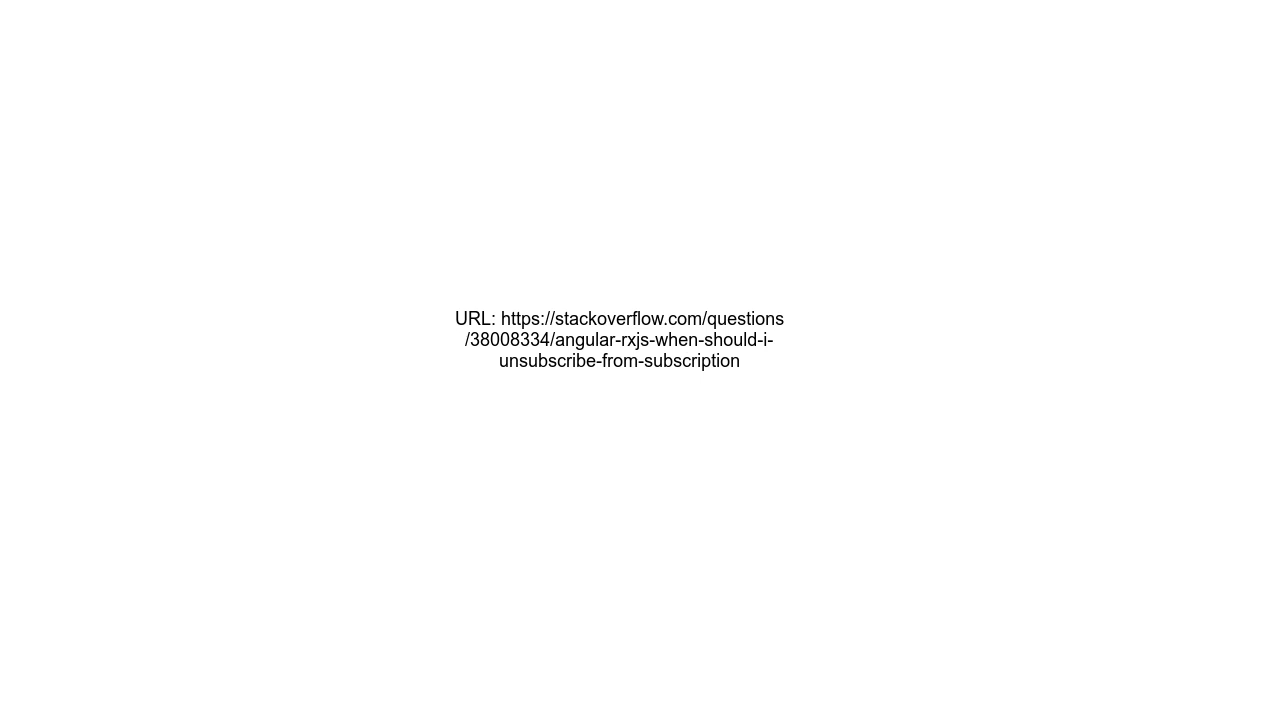 URL: https://stackoverflow.com/questions
/38008334/angular-rxjs-when-should-i-
unsubscribe-from-subscription